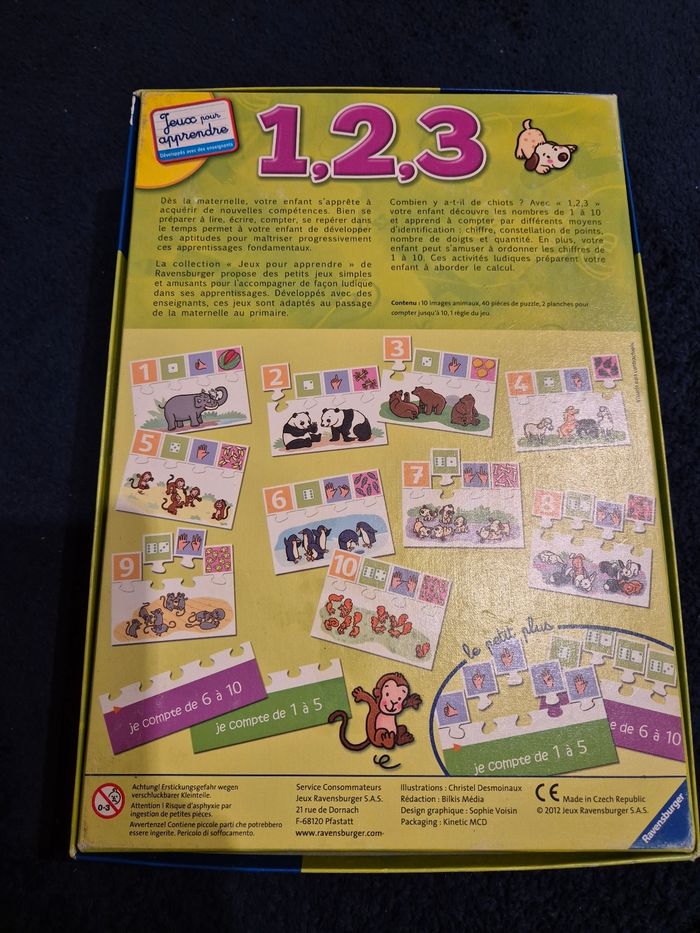 Jeux pour
apprendre
Développés avec des enseignants
1,2,3
Dès la maternelle, votre enfant s'apprête à
acquérir de nouvelles compétences. Bien se
préparer à lire, écrire, compter, se repérer dans
le temps permet à votre enfant de développer
des aptitudes pour maîtriser progressivement
ces apprentissages fondamentaux.
La collection « Jeux pour apprendre » de
Ravensburger propose des petits jeux simples
et amusants pour l'accompagner de façon ludique
dans ses apprentissages. Développés avec des
enseignants, ces jeux sont adaptés au passage
de la maternelle au primaire.
Combien y a-t-il de chiots ? Avec « 1,2,3 »
votre enfant découvre les nombres de 1 à 10
et apprend à compter par différents moyens
d'identification : chiffre, constellation de points,
nombre de doigts et quantité. En plus, votre
enfant peut s'amuser à ordonner les chiffres de
1 à 10. Ces activités ludiques préparent votre
enfant à aborder le calcul.
Contenu : 10 images animaux, 40 pièces de puzzle, 2 planches pour
compter jusqu'à 10, 1 règle du jeu.
1
2
3
4
5
6
7
8
9
10
je compte de 6 à 10
je compte de 1 à 5
le petit plus
je compte de 1 à 5
e de 6 à 10
0-3
Achtung! Erstickungsgefahr wegen
verschluckbarer Kleinteile.
Attention ! Risque d'asphyxie par
ingestion de petites pièces.
Avvertenze! Contiene piccole parti che potrebbero
essere ingerite. Pericolo di soffocamento.
Service Consommateurs
Jeux Ravensburger S.A.S.
21 rue de Dornach
F-68120 Pfastatt
www.ravensburger.com
Illustrations : Christel Desmoinaux
Rédaction : Bilkis Média
Design graphique : Sophie Voisin
Packaging : Kinetic MCD
CE Made in Czech Republic
© 2012 Jeux Ravensburger S.A.S.
Ravensburger